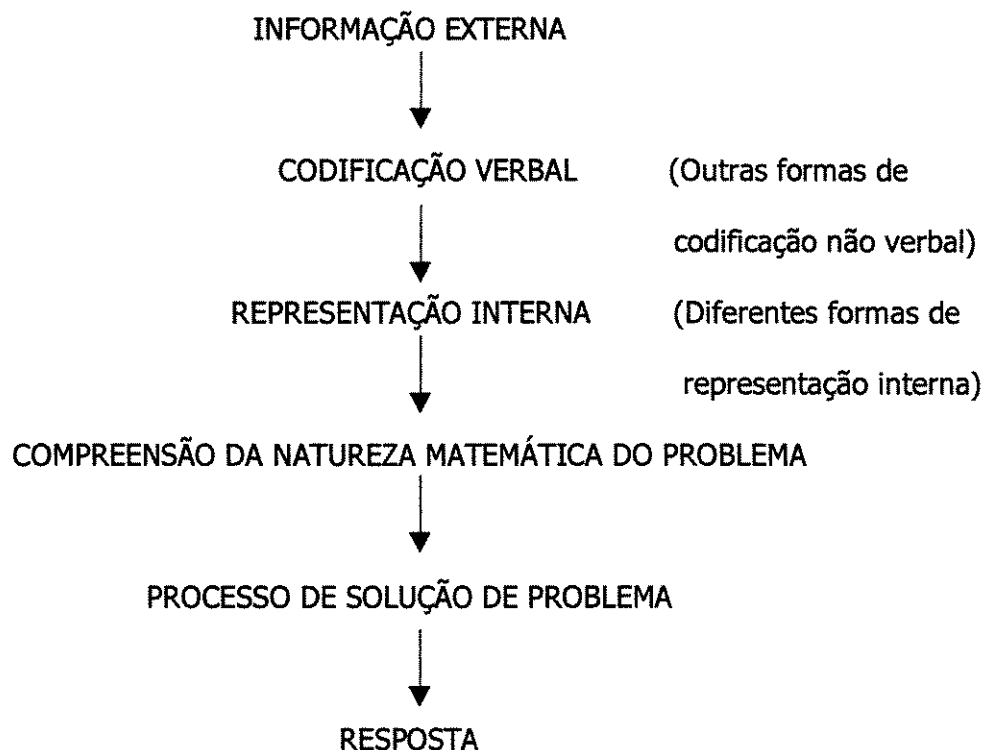 INFORMAÇÃO EXTERNA
CODIFICAÇÃO VERBAL (Outras formas de
codificação não verbal)
REPRESENTAÇÃO INTERNA (Diferentes formas de
representação interna)
COMPREENSÃO DA NATUREZA MATEMÁTICA DO PROBLEMA
PROCESSO DE SOLUÇÃO DE PROBLEMA
RESPOSTA